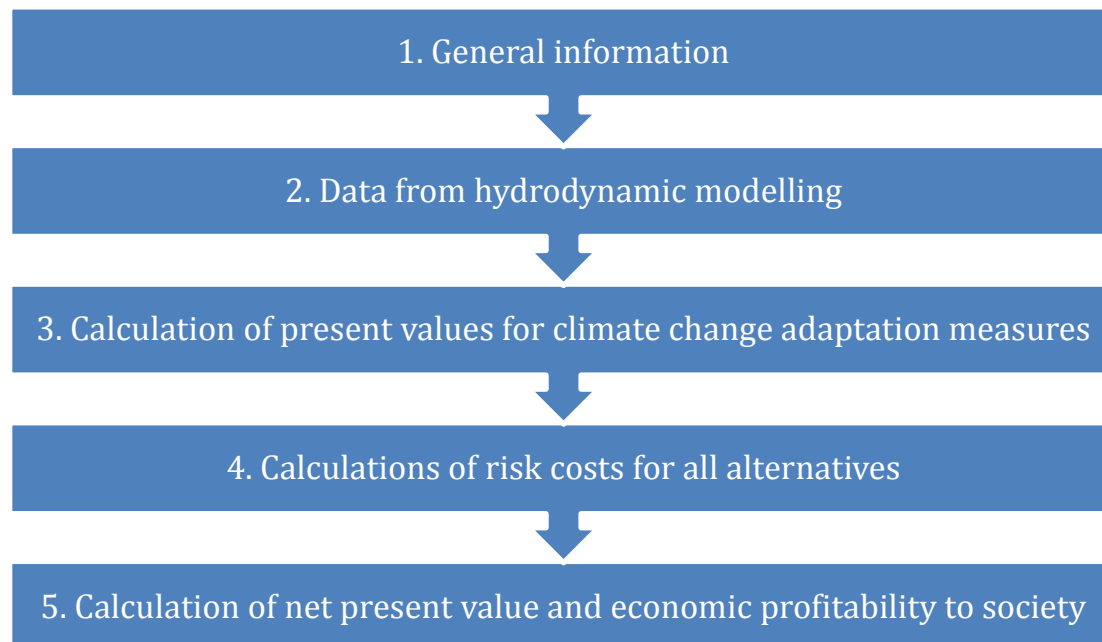 1. General information
2. Data from hydrodynamic modelling
3. Calculation of present values for climate change adaptation measures
4. Calculations of risk costs for all alternatives
5. Calculation of net present value and economic profitability to society